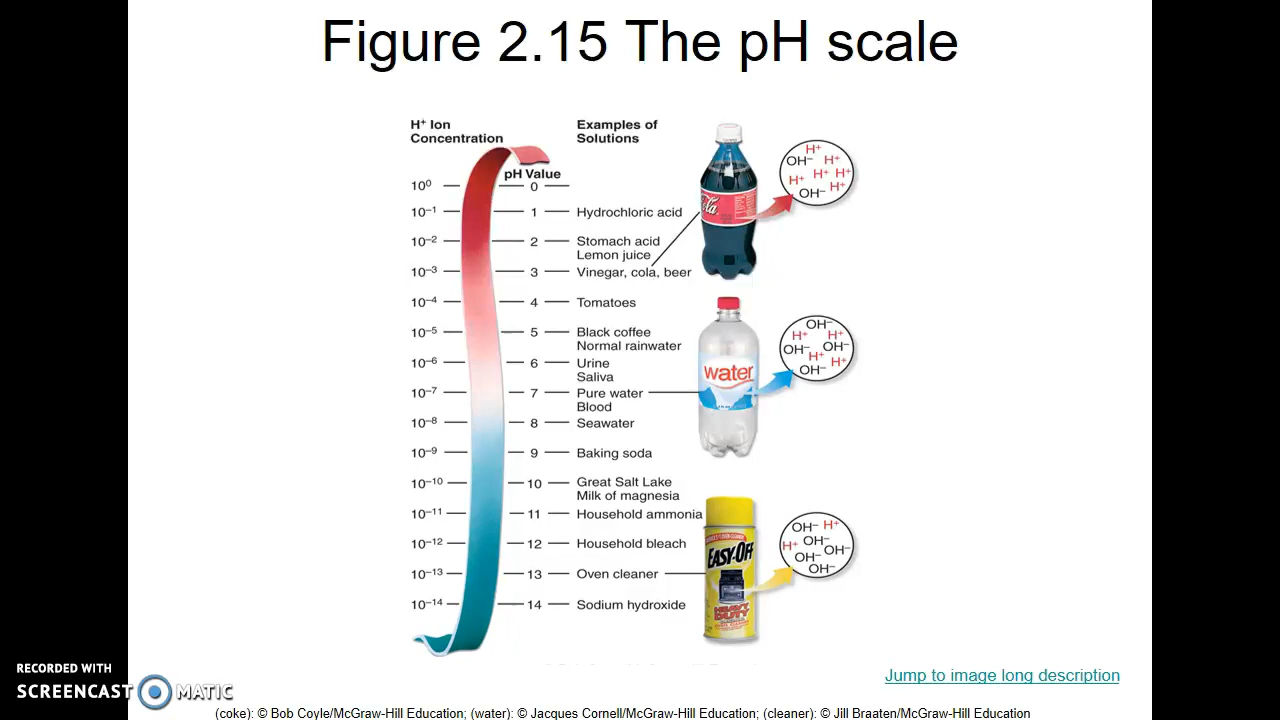 Figure 2.15 The pH scale
H⁺ Ion
Concentration
Examples of
Solutions
pH Value
10⁰ 0
10⁻¹ 1 Hydrochloric acid
10⁻² 2 Stomach acid
Lemon juice
10⁻³ 3 Vinegar, cola, beer
10⁻⁴ 4 Tomatoes
10⁻⁵ 5 Black coffee
Normal rainwater
10⁻⁶ 6 Urine
Saliva
10⁻⁷ 7 Pure water
Blood
10⁻⁸ 8 Seawater
10⁻⁹ 9 Baking soda
10⁻¹⁰ 10 Great Salt Lake
Milk of magnesia
10⁻¹¹ 11 Household ammonia
10⁻¹² 12 Household bleach
10⁻¹³ 13 Oven cleaner
10⁻¹⁴ 14 Sodium hydroxide
H⁺
OH⁻ H⁺
H⁺ H⁺
H⁺ H⁺
OH⁻
water
OH⁻
H⁺ H⁺
OH⁻ OH⁻
H⁺ H⁺
OH⁻
EASY-OFF
HEAVY
DUTY
OH⁻ H⁺
OH⁻
H⁺ OH⁻
OH⁻
OH⁻
Jump to image long description
RECORDED WITH
SCREENCAST MATIC
(coke): © Bob Coyle/McGraw-Hill Education; (water): © Jacques Cornell/McGraw-Hill Education; (cleaner): © Jill Braaten/McGraw-Hill Education